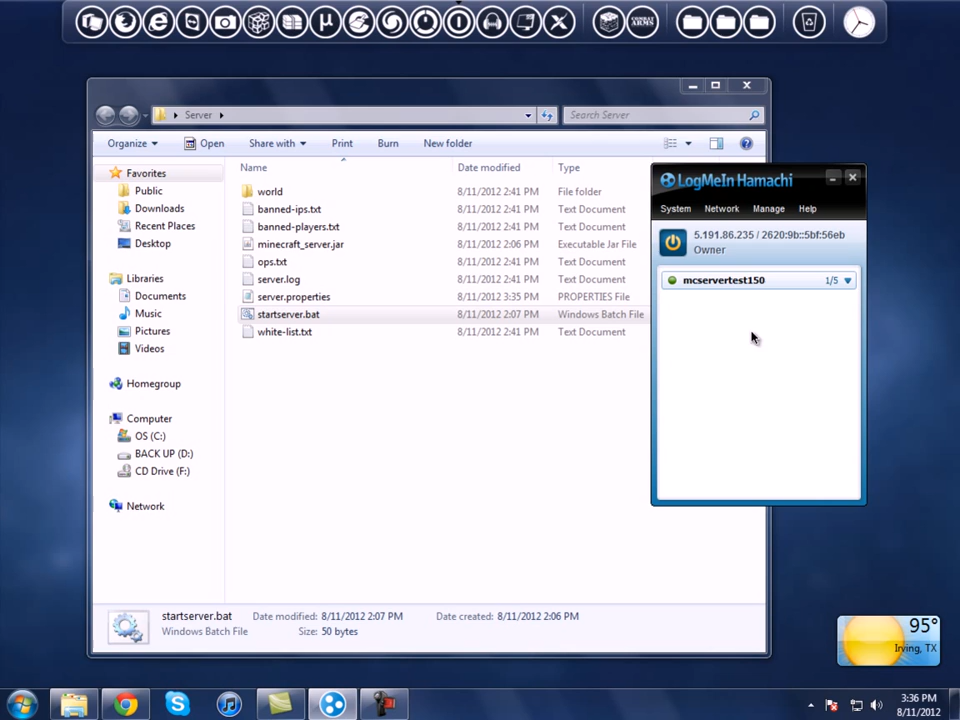 COMBAT
ARMS
Server
Search Server
Organize Open Share with Print Burn New folder
Name Date modified Type
Favorites
Public
Downloads
Recent Places
Desktop
Libraries
Documents
Music
Pictures
Videos
Homegroup
Computer
OS (C:)
BACK UP (D:)
CD Drive (F:)
Network
world 8/11/2012 2:41 PM File folder
banned-ips.txt 8/11/2012 2:41 PM Text Document
banned-players.txt 8/11/2012 2:41 PM Text Document
minecraft_server.jar 8/11/2012 2:06 PM Executable Jar File
ops.txt 8/11/2012 2:41 PM Text Document
server.log 8/11/2012 2:41 PM Text Document
server.properties 8/11/2012 3:35 PM PROPERTIES File
startserver.bat 8/11/2012 2:07 PM Windows Batch File
white-list.txt 8/11/2012 2:41 PM Text Document
LogMeIn Hamachi
System Network Manage Help
5.191.86.235 / 2620:9b::5bf:56eb
Owner
mcservertest150 1/5
startserver.bat Date modified: 8/11/2012 2:07 PM Date created: 8/11/2012 2:06 PM
Windows Batch File Size: 50 bytes
95°
Irving, TX
3:36 PM
8/11/2012